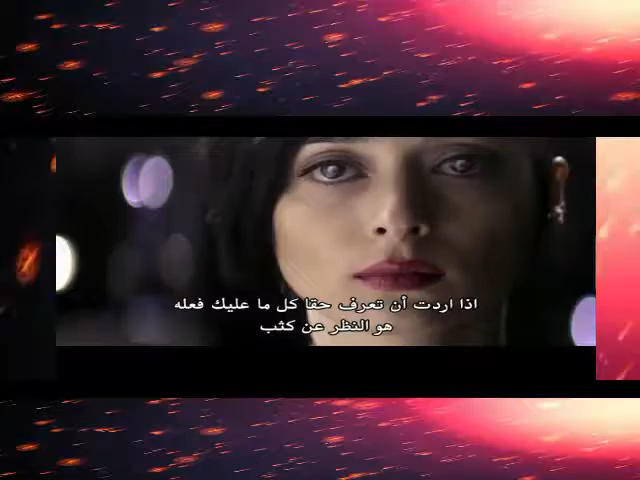 اذا اردت أن تعرف حقا كل ما عليك فعله
هو النظر عن كثب